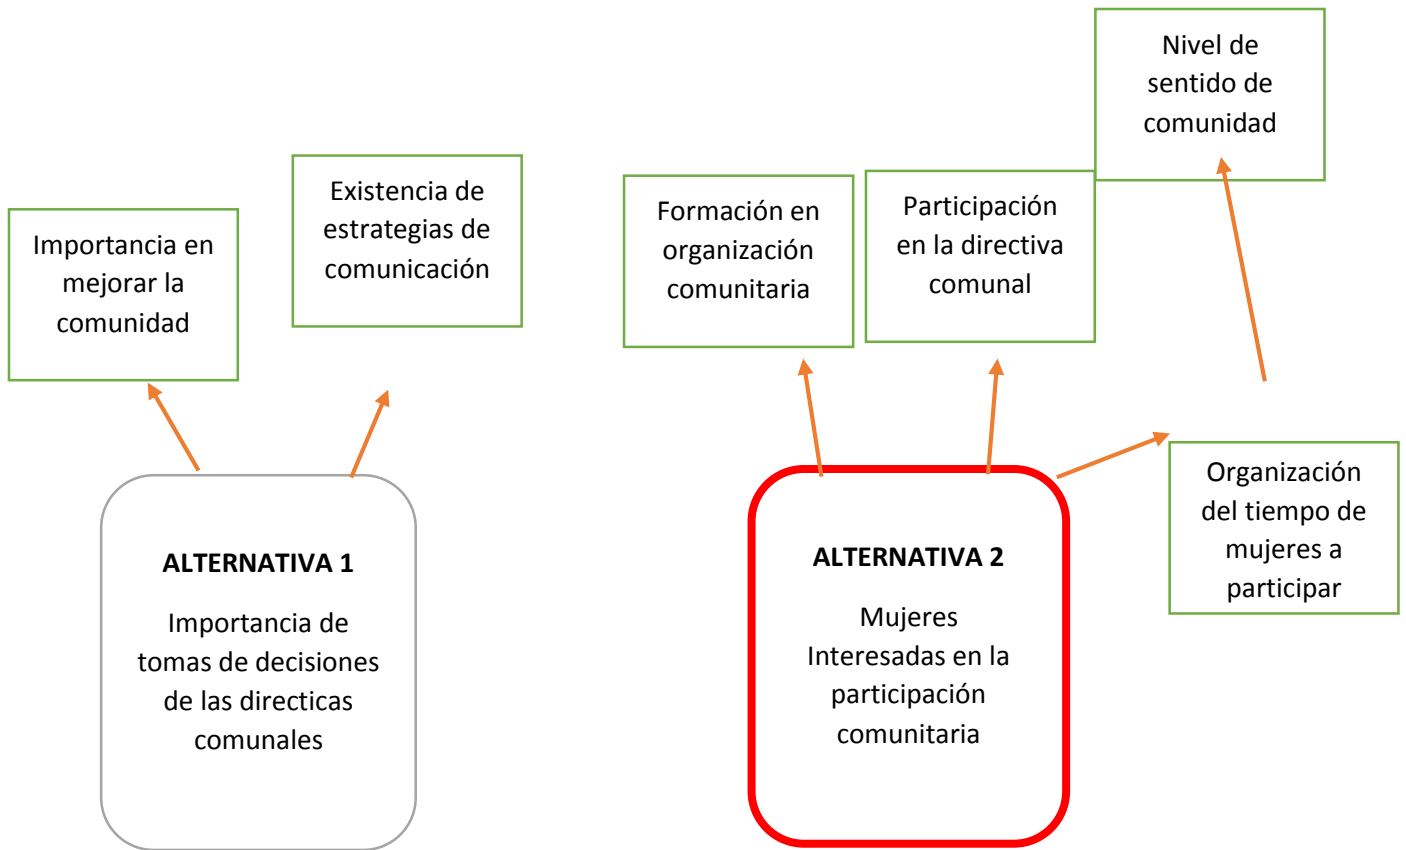 Nivel de
sentido de
comunidad
Existencia de
estrategias de
comunicación
Importancia en
mejorar la
comunidad
Formación en
organización
comunitaria
Participación
en la directiva
comunal
Organización
del tiempo de
mujeres a
participar
ALTERNATIVA 1
Importancia de
tomas de decisiones
de las directicas
comunales
ALTERNATIVA 2
Mujeres
Interesadas en la
participación
comunitaria